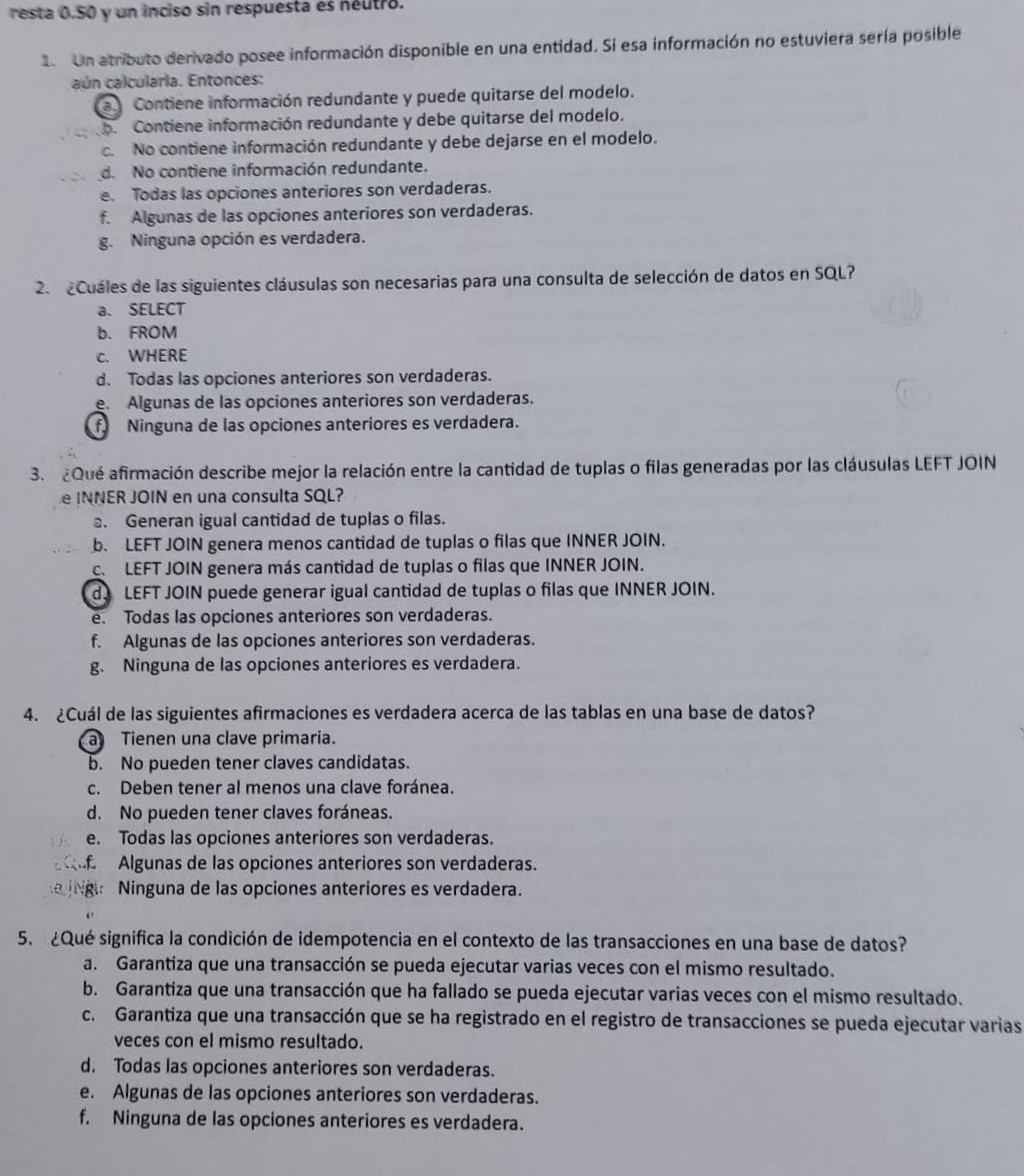 resta 0.50 y un inciso sin respuesta es neutro.
1. Un atributo derivado posee información disponible en una entidad. Si esa información no estuviera sería posible
aún calcularla. Entonces:
a. Contiene información redundante y puede quitarse del modelo.
b. Contiene información redundante y debe quitarse del modelo.
c. No contiene información redundante y debe dejarse en el modelo.
d. No contiene información redundante.
e. Todas las opciones anteriores son verdaderas.
f. Algunas de las opciones anteriores son verdaderas.
g. Ninguna opción es verdadera.
2. ¿Cuáles de las siguientes cláusulas son necesarias para una consulta de selección de datos en SQL?
a. SELECT
b. FROM
c. WHERE
d. Todas las opciones anteriores son verdaderas.
e. Algunas de las opciones anteriores son verdaderas.
f. Ninguna de las opciones anteriores es verdadera.
3. ¿Qué afirmación describe mejor la relación entre la cantidad de tuplas o filas generadas por las cláusulas LEFT JOIN
e INNER JOIN en una consulta SQL?
a. Generan igual cantidad de tuplas o filas.
b. LEFT JOIN genera menos cantidad de tuplas o filas que INNER JOIN.
c. LEFT JOIN genera más cantidad de tuplas o filas que INNER JOIN.
d. LEFT JOIN puede generar igual cantidad de tuplas o filas que INNER JOIN.
e. Todas las opciones anteriores son verdaderas.
f. Algunas de las opciones anteriores son verdaderas.
g. Ninguna de las opciones anteriores es verdadera.
4. ¿Cuál de las siguientes afirmaciones es verdadera acerca de las tablas en una base de datos?
a. Tienen una clave primaria.
b. No pueden tener claves candidatas.
c. Deben tener al menos una clave foránea.
d. No pueden tener claves foráneas.
e. Todas las opciones anteriores son verdaderas.
f. Algunas de las opciones anteriores son verdaderas.
g. Ninguna de las opciones anteriores es verdadera.
5. ¿Qué significa la condición de idempotencia en el contexto de las transacciones en una base de datos?
a. Garantiza que una transacción se pueda ejecutar varias veces con el mismo resultado.
b. Garantiza que una transacción que ha fallado se pueda ejecutar varias veces con el mismo resultado.
c. Garantiza que una transacción que se ha registrado en el registro de transacciones se pueda ejecutar varias
veces con el mismo resultado.
d. Todas las opciones anteriores son verdaderas.
e. Algunas de las opciones anteriores son verdaderas.
f. Ninguna de las opciones anteriores es verdadera.